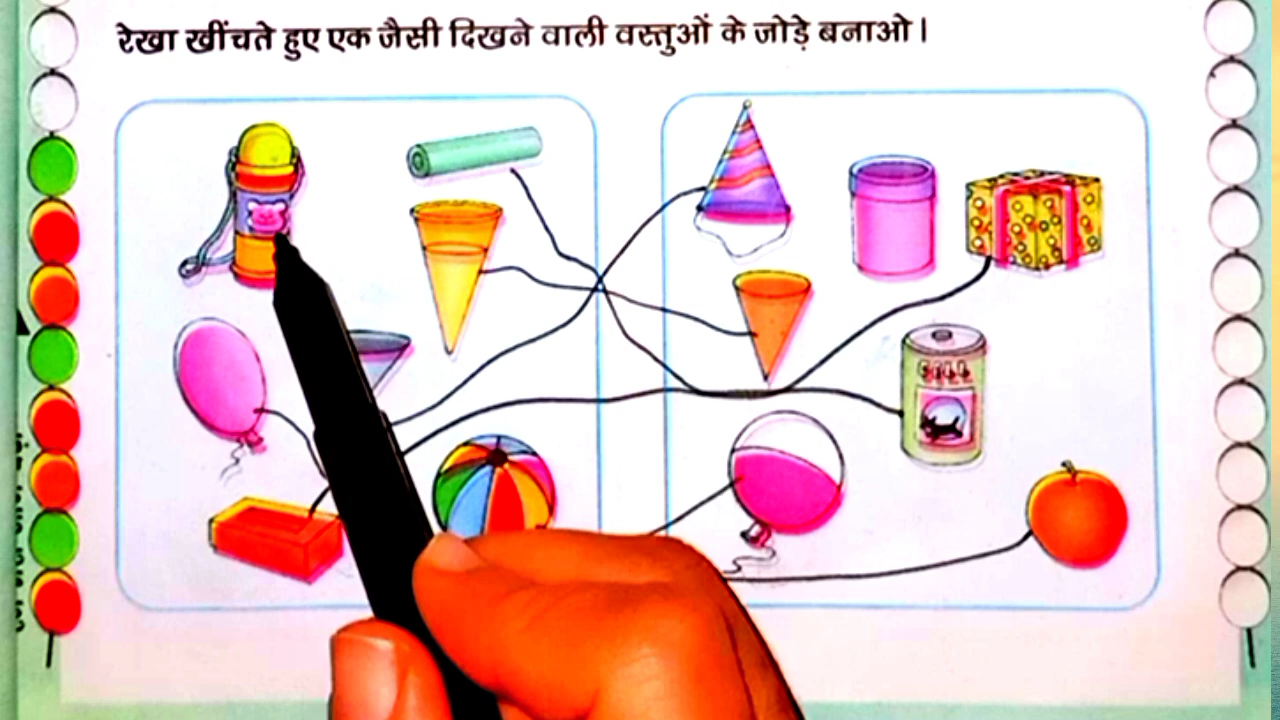 रेखा खींचते हुए एक जैसी दिखने वाली वस्तुओं के जोड़े बनाओ।